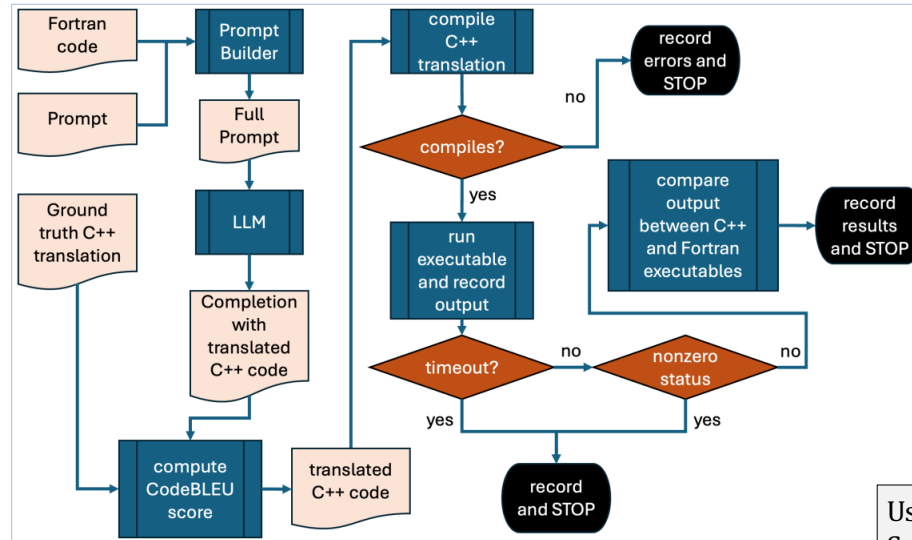 Fortran
code
Prompt
Builder
Prompt
Full
Prompt
Ground
truth C++
translation
LLM
Completion
with
translated
C++ code
compute
CodeBLEU
score
translated
C++ code
compile
C++
translation
compiles?
no
record
errors and
STOP
yes
run
executable
and record
output
timeout?
no
nonzero
status
no
compare
output
between C++
and Fortran
executables
record
results
and STOP
yes
yes
record
and STOP
Us